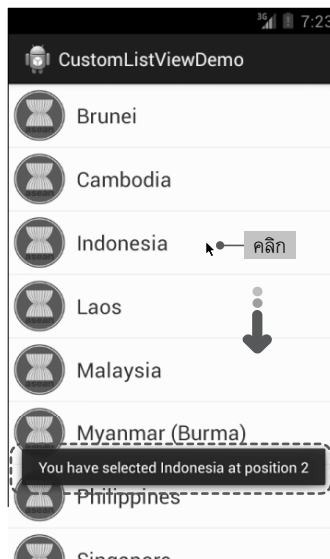 3G 7:23
CustomListViewDemo
Brunei
Cambodia
Indonesia
คลิก
Laos
Malaysia
Myanmar (Burma)
You have selected Indonesia at position 2
Philippines
Singapore